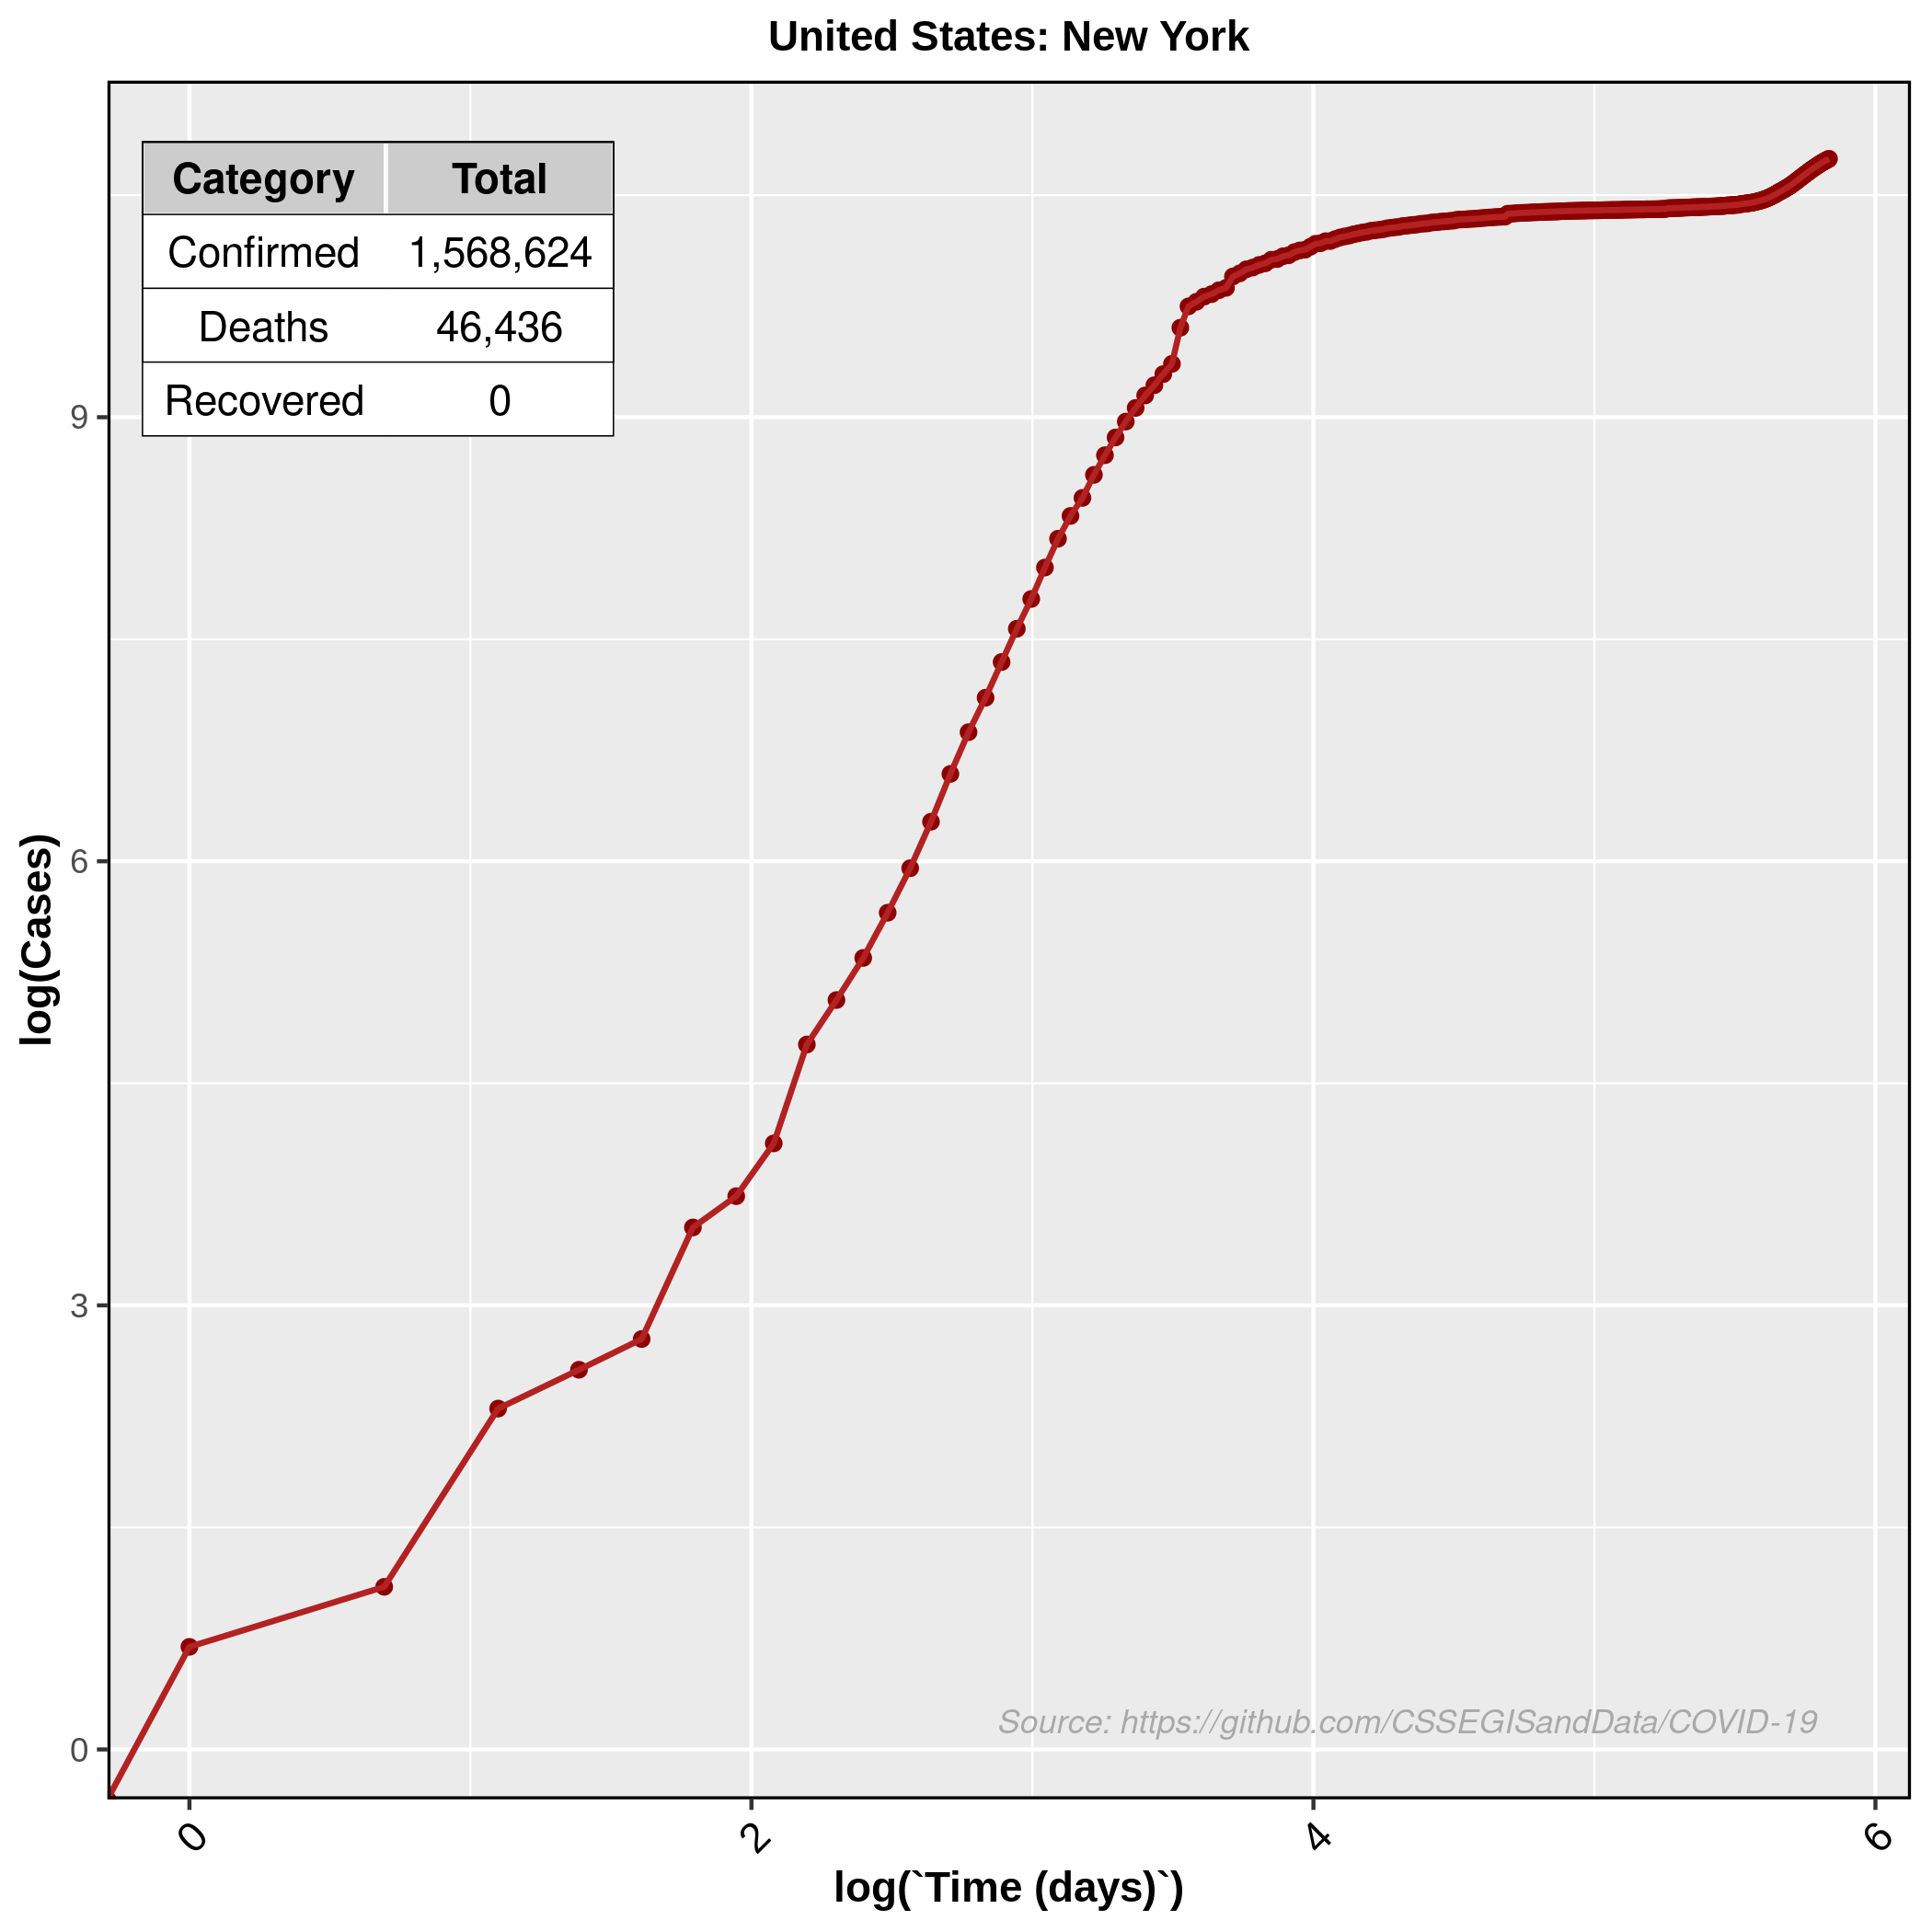 United States: New York
Category Total
Confirmed 1,568,624
Deaths 46,436
Recovered 0
9
6
3
0
log(Cases)
0 2 4 6
log(`Time (days)`)
Source: https://github.com/CSSEGISandData/COVID-19